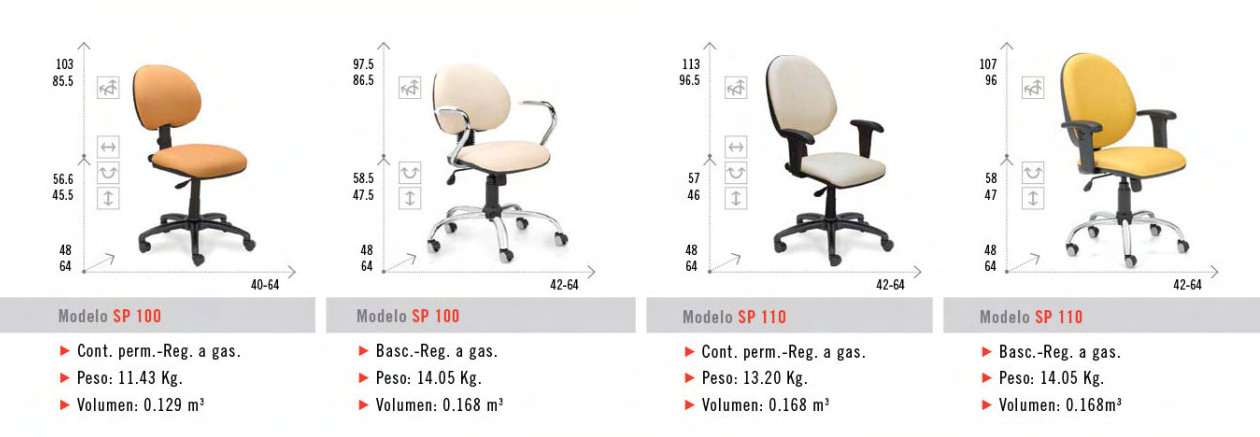 103
85.5
56.6
45.5
48
64
40-64
Modelo SP 100
Cont. perm.-Reg. a gas.
Peso: 11.43 Kg.
Volumen: 0.129 m³
97.5
86.5
58.5
47.5
48
64
42-64
Modelo SP 100
Basc.-Reg. a gas.
Peso: 14.05 Kg.
Volumen: 0.168 m³
113
96.5
57
46
48
64
42-64
Modelo SP 110
Cont. perm.-Reg. a gas.
Peso: 13.20 Kg.
Volumen: 0.168 m³
107
96
58
47
48
64
42-64
Modelo SP 110
Basc.-Reg. a gas.
Peso: 14.05 Kg.
Volumen: 0.168m³